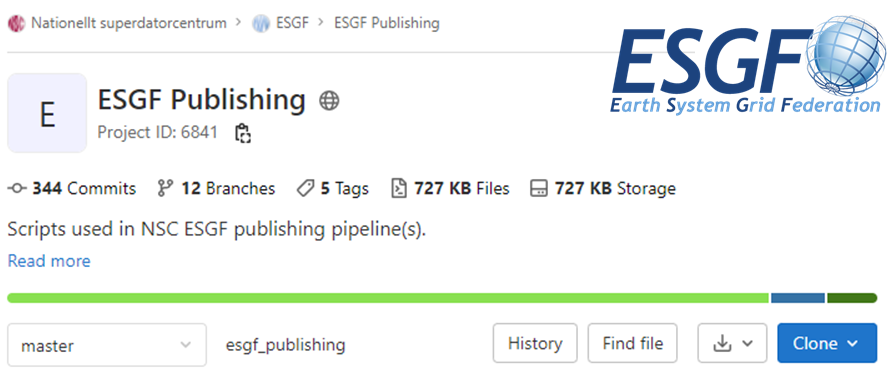 Nationellt superdatorcentrum > ESGF > ESGF Publishing
ESGF
Earth System Grid Federation
E
ESGF Publishing
Project ID: 6841
344 Commits 12 Branches 5 Tags 727 KB Files 727 KB Storage
Scripts used in NSC ESGF publishing pipeline(s).
Read more
master esgf_publishing History Find file Clone